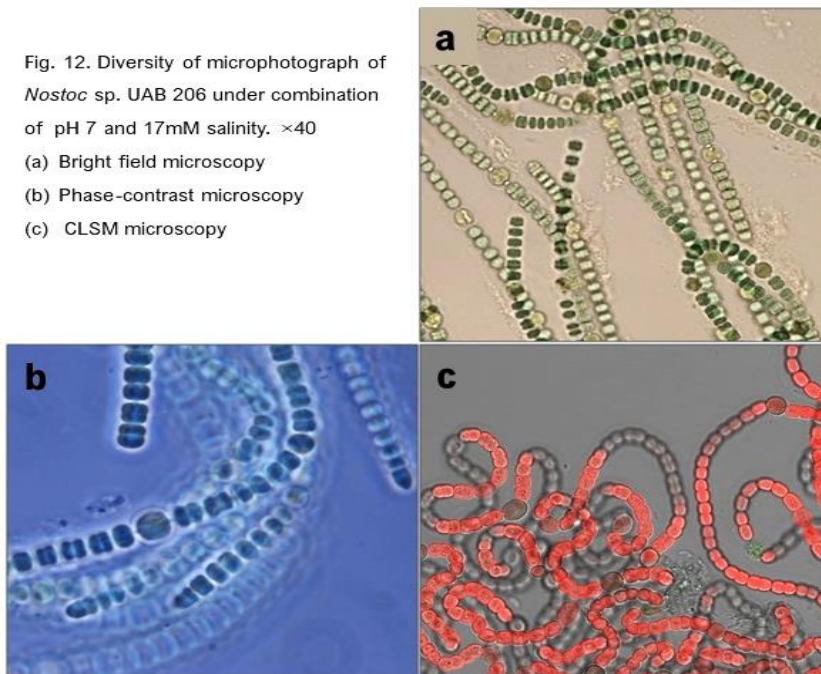 Fig. 12. Diversity of microphotograph of
Nostoc sp. UAB 206 under combination
of pH 7 and 17mM salinity. ×40
(a) Bright field microscopy
(b) Phase-contrast microscopy
(c) CLSM microscopy
a
b
c